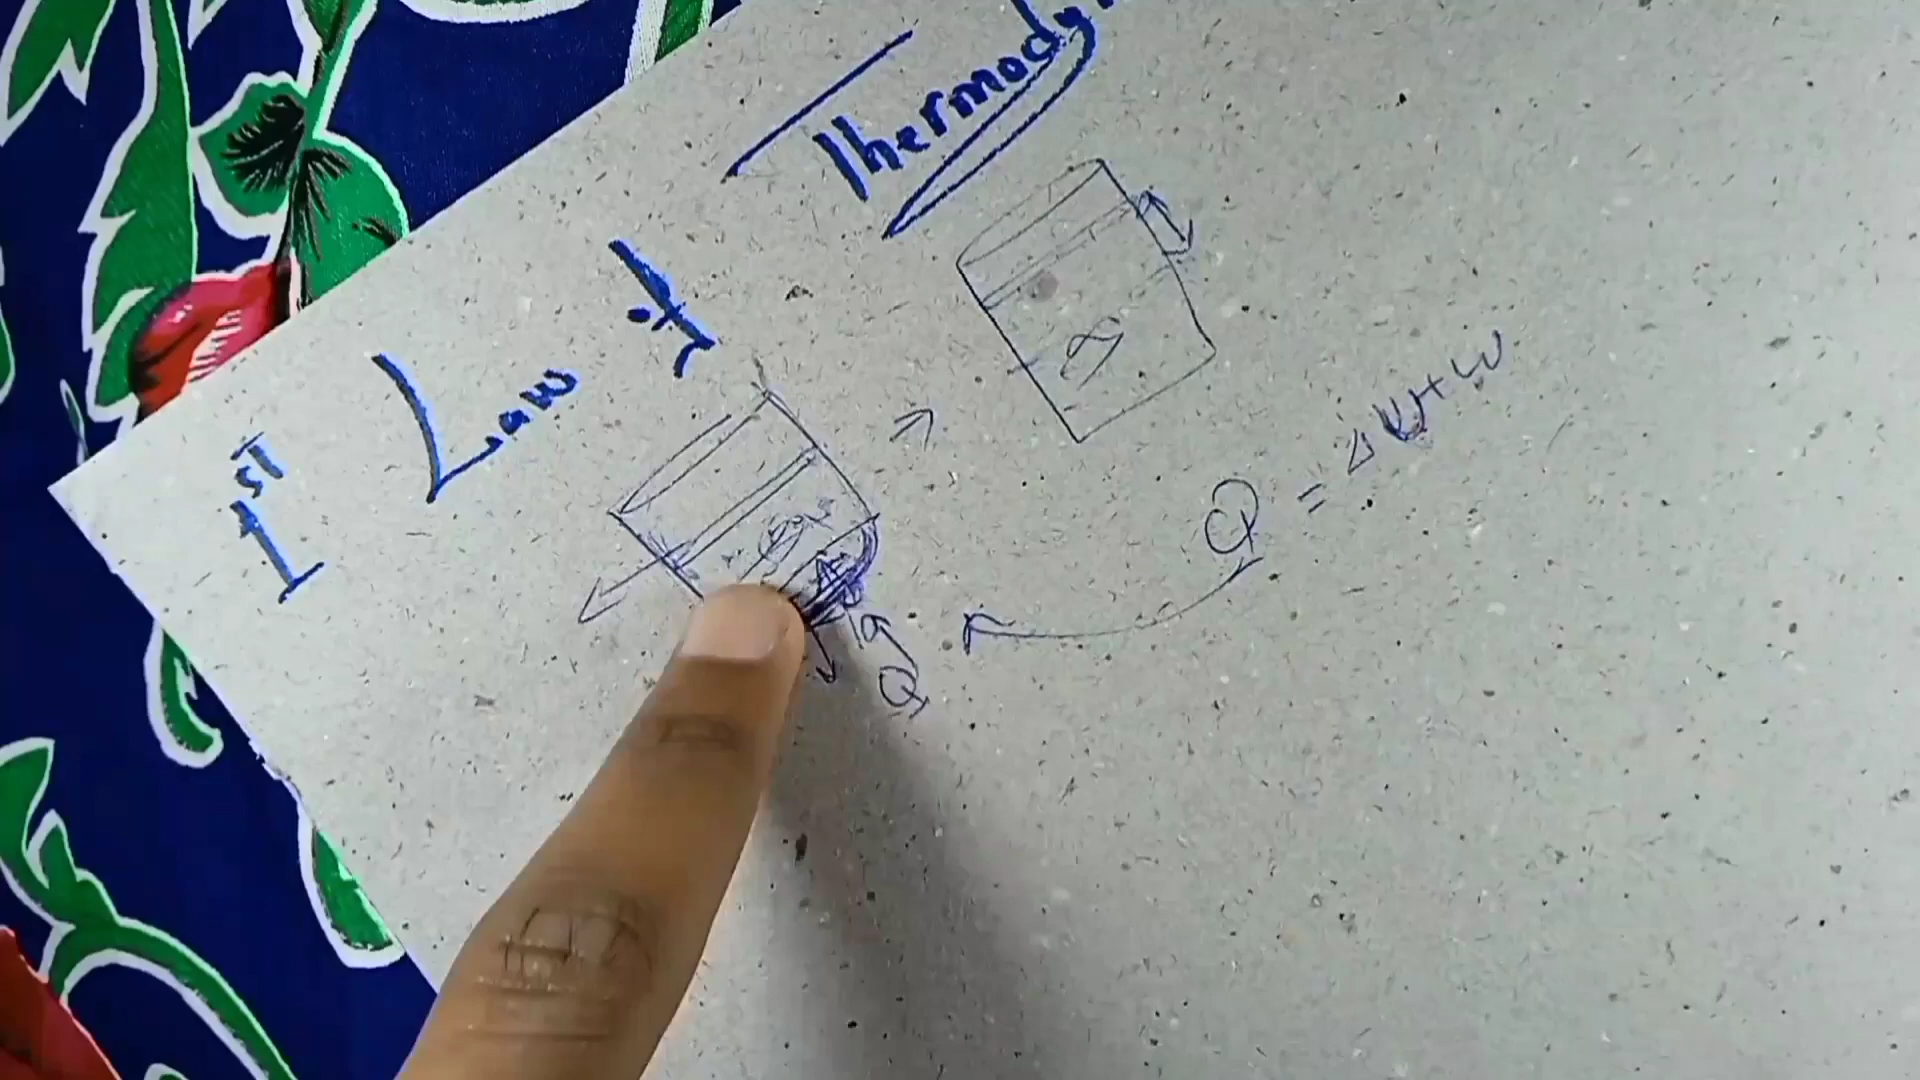 1st Law of
Thermody
Q = ΔU+W
Q